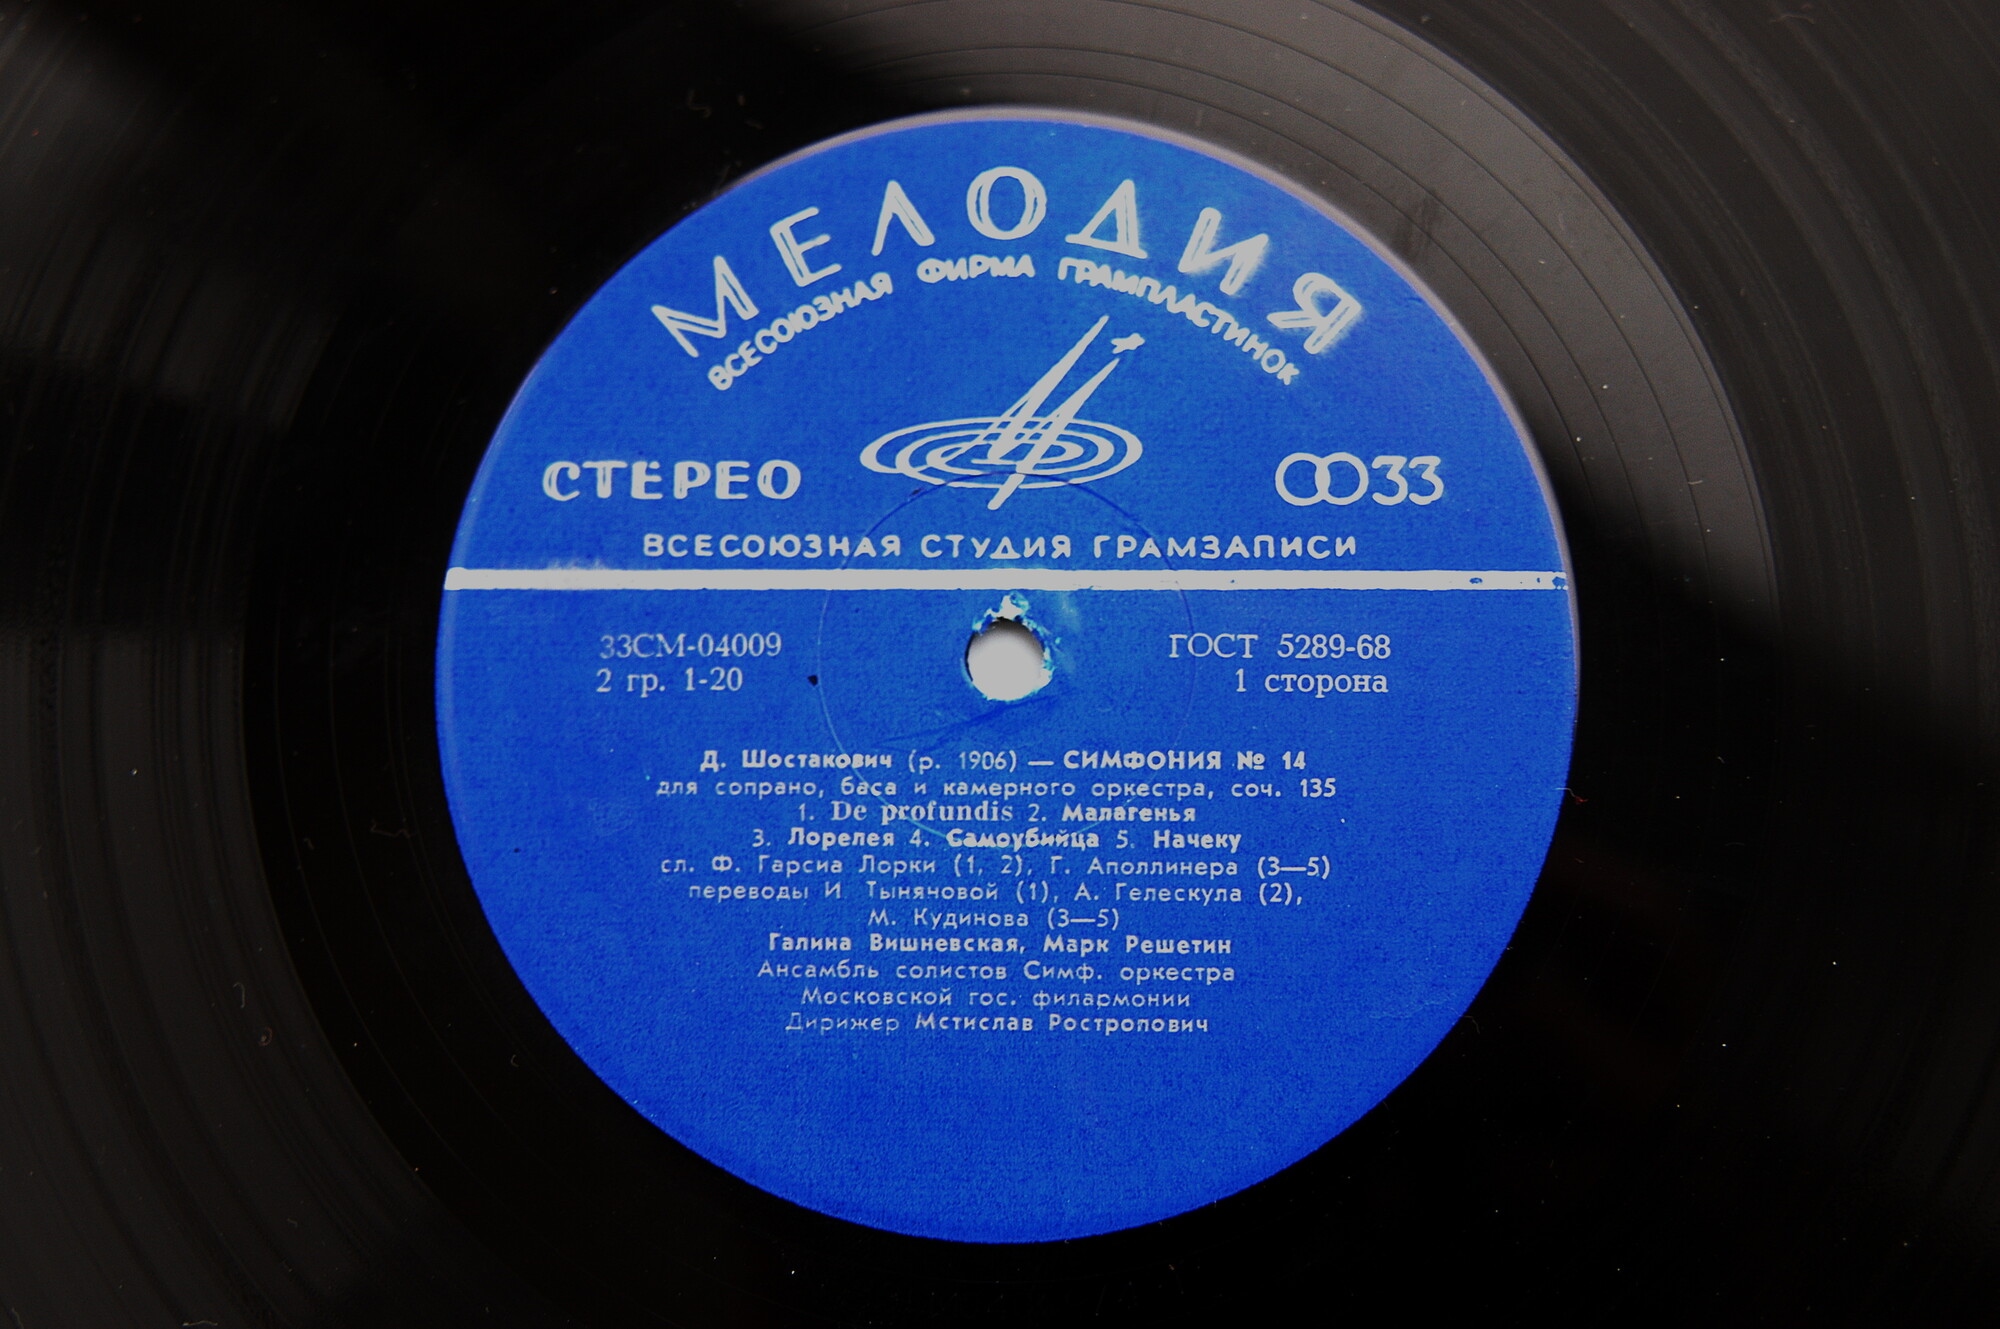 МЕЛОДИЯ
ВСЕСОЮЗНАЯ ФИРМА ГРАМПЛАСТИНОК
СТЕРЕО 33
ВСЕСОЮЗНАЯ СТУДИЯ ГРАМЗАПИСИ
33СМ-04009 ГОСТ 5289-68
2 гр. 1-20 1 сторона
Д. Шостакович (р. 1906) — СИМФОНИЯ № 14
для сопрано, баса и камерного оркестра, соч. 135
1. De profundis 2. Малагенья
3. Лорелея 4. Самоубийца 5. Начеку
сл. Ф. Гарсиа Лорки (1, 2), Г. Аполлинера (3—5)
переводы И. Тыняновой (1), А. Гелескула (2),
М. Кудинова (3—5)
Галина Вишневская, Марк Решетин
Ансамбль солистов Симф. оркестра
Московской гос. филармонии
Дирижер Мстислав Ростропович